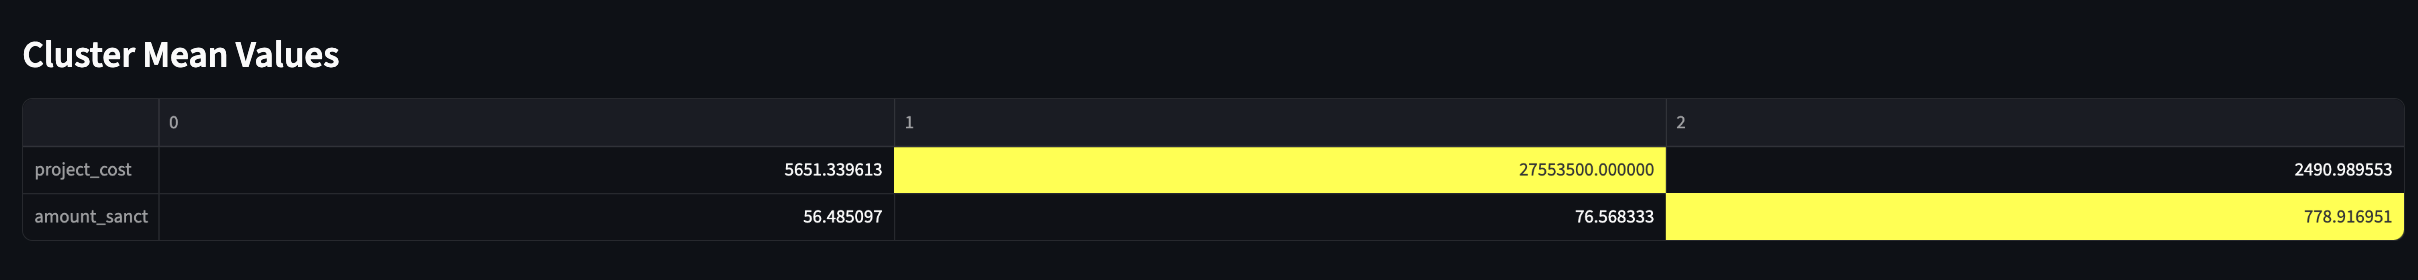 Cluster Mean Values
0 1 2
project_cost 5651.339613 27553500.000000 2490.989553
amount_sanct 56.485097 76.568333 778.916951